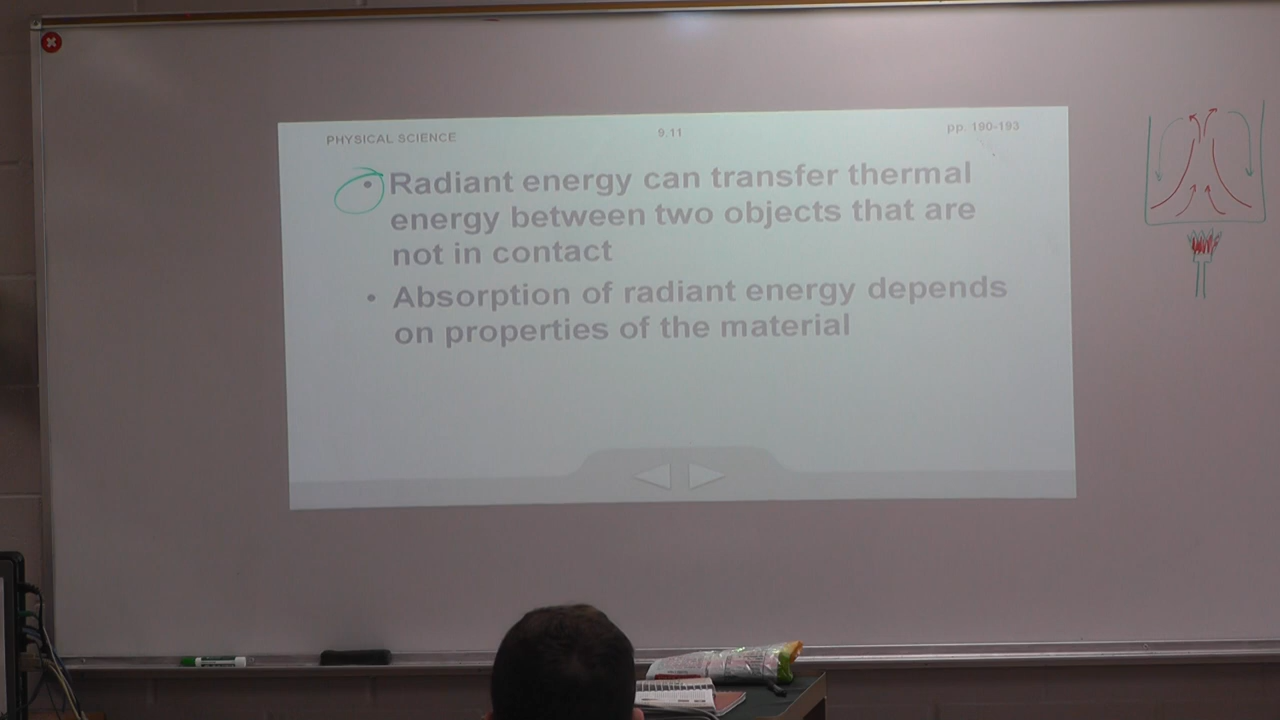 PHYSICAL SCIENCE 9.11 pp. 190-193
• Radiant energy can transfer thermal
energy between two objects that are
not in contact
• Absorption of radiant energy depends
on properties of the material